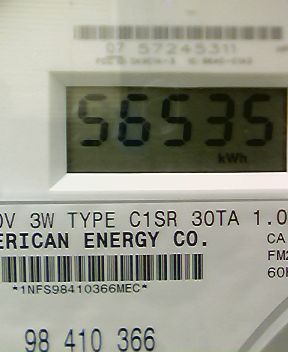 07 57245311
56535
kWh
0V 3W TYPE C1SR 30TA 1.0
ERICAN ENERGY CO.
CA
FM2
60H
*1NFS98410366MEC*
98 410 366